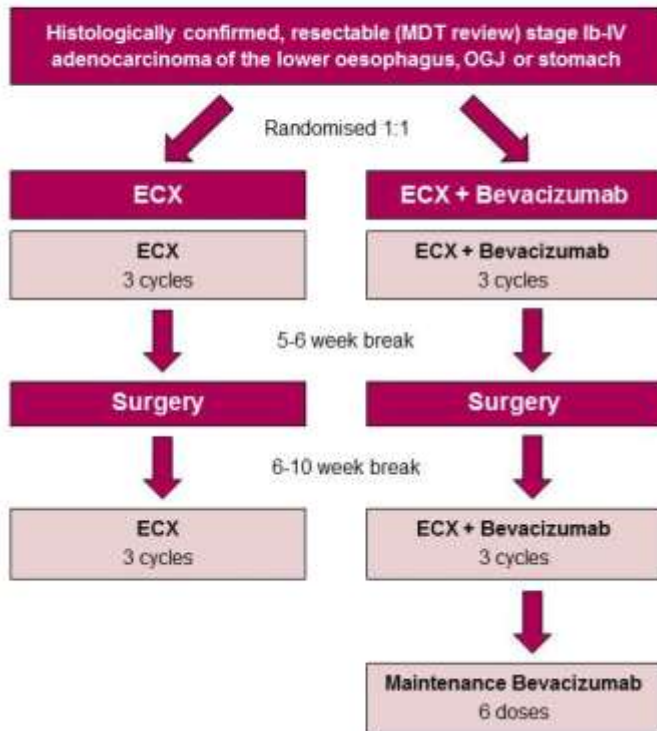 Histologically confirmed, resectable (MDT review) stage Ib-IV
adenocarcinoma of the lower oesophagus, OGJ or stomach
Randomised 1:1
ECX
ECX + Bevacizumab
ECX
3 cycles
ECX + Bevacizumab
3 cycles
5-6 week break
Surgery
Surgery
6-10 week break
ECX
3 cycles
ECX + Bevacizumab
3 cycles
Maintenance Bevacizumab
6 doses